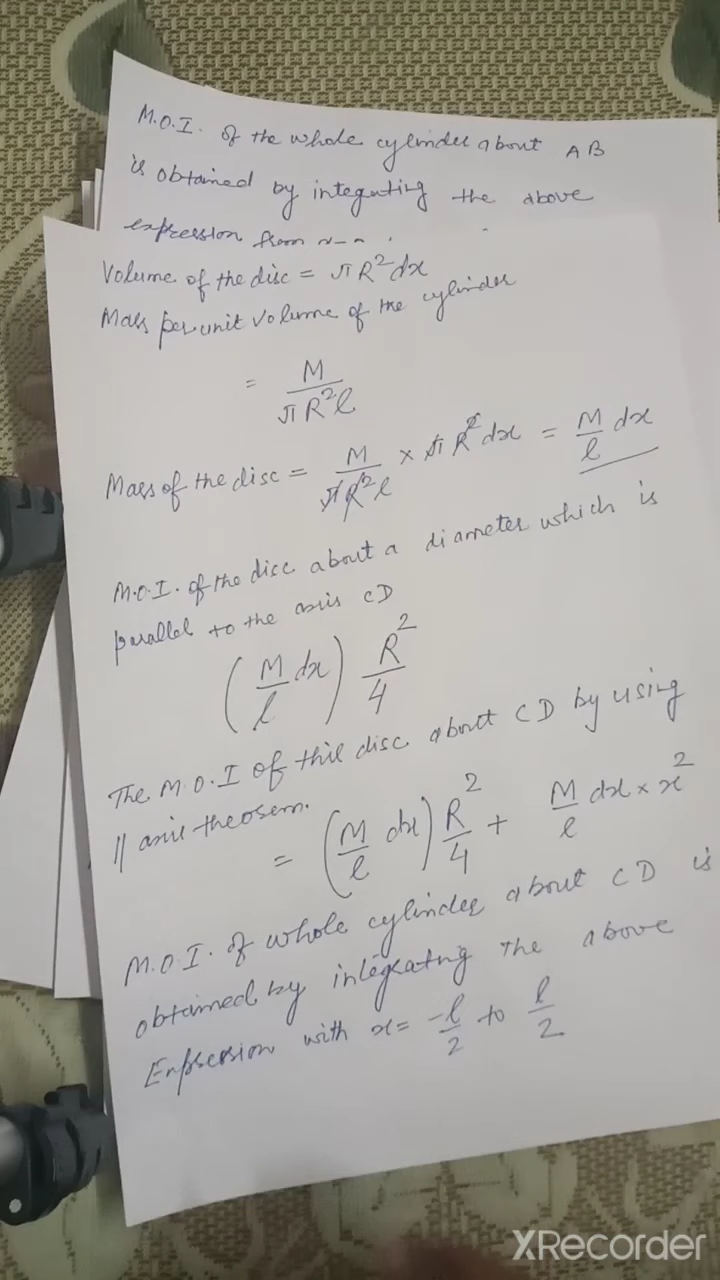 M.O.I. of the whole cylinder about AB
is obtained by integrating the above
expression from
Volume of the disc = πR²dx
Mass per unit volume of the cylinder
= M / πR²l
Mass of the disc = M / πR²l × πR²dx = M/l dx
M.O.I. of the disc about a diameter which is
parallel to the axis CD
(M/l dx) R²/4
The M.O.I of this disc about CD by using
|| axis theorem.
= (M/l dx) R²/4 + M/l dx × x²
M.O.I. of whole cylinder about CD is
obtained by integrating the above
Expression with x = -l/2 to l/2
XRecorder